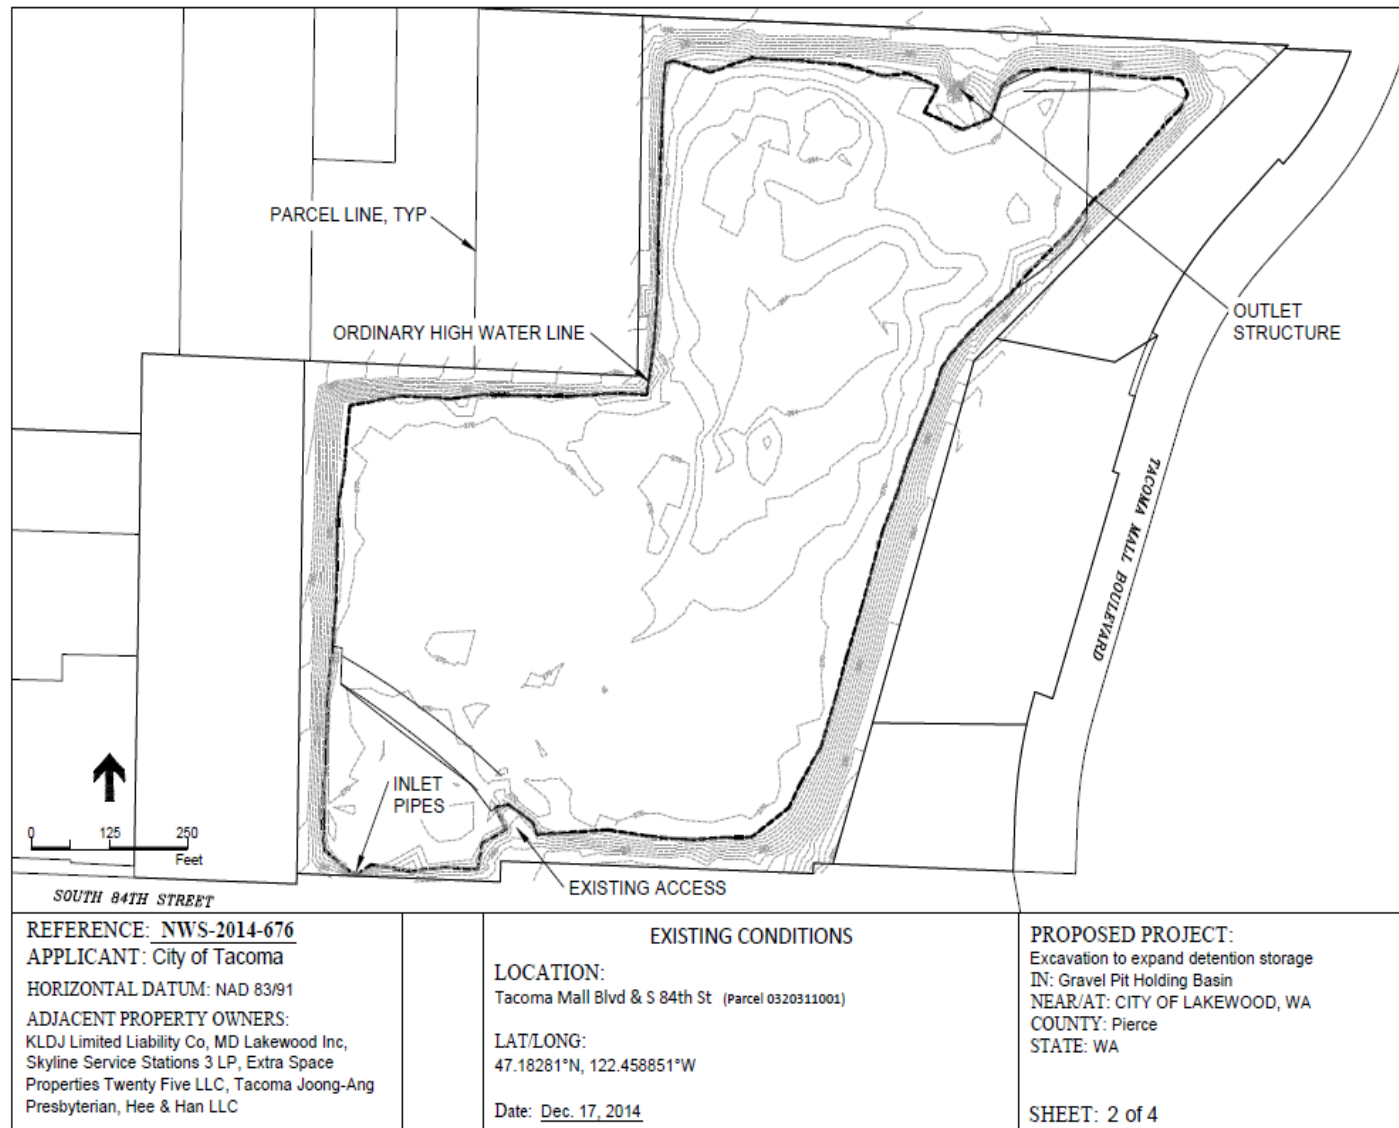 PARCEL LINE, TYP
ORDINARY HIGH WATER LINE
OUTLET
STRUCTURE
TACOMA MALL BOULEVARD
INLET
PIPES
0 125 250
Feet
EXISTING ACCESS
SOUTH 84TH STREET
REFERENCE: NWS-2014-676
APPLICANT: City of Tacoma
HORIZONTAL DATUM: NAD 83/91
ADJACENT PROPERTY OWNERS:
KLDJ Limited Liability Co, MD Lakewood Inc,
Skyline Service Stations 3 LP, Extra Space
Properties Twenty Five LLC, Tacoma Joong-Ang
Presbyterian, Hee & Han LLC
EXISTING CONDITIONS
LOCATION:
Tacoma Mall Blvd & S 84th St (Parcel 0320311001)
LAT/LONG:
47.18281°N, 122.458851°W
Date: Dec. 17, 2014
PROPOSED PROJECT:
Excavation to expand detention storage
IN: Gravel Pit Holding Basin
NEAR/AT: CITY OF LAKEWOOD, WA
COUNTY: Pierce
STATE: WA
SHEET: 2 of 4